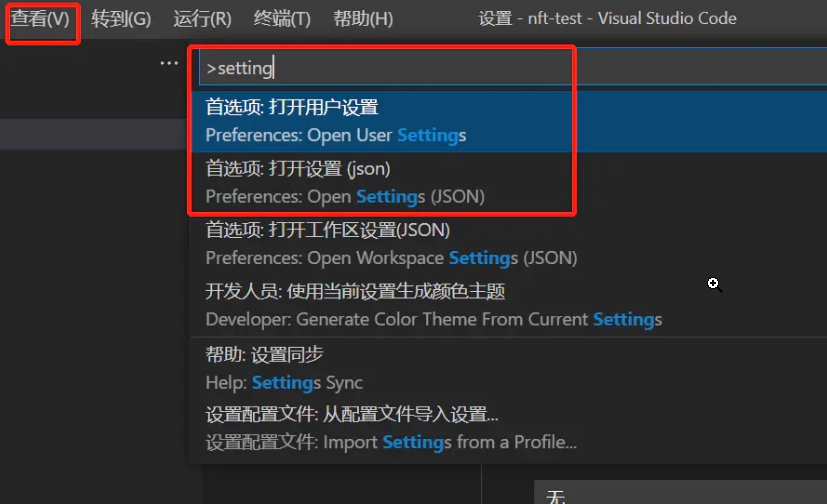 查看(V) 转到(G) 运行(R) 终端(T) 帮助(H) 设置 - nft-test - Visual Studio Code
...
>setting
首选项: 打开用户设置
Preferences: Open User Settings
首选项: 打开设置 (json)
Preferences: Open Settings (JSON)
首选项: 打开工作区设置(JSON)
Preferences: Open Workspace Settings (JSON)
开发人员: 使用当前设置生成颜色主题
Developer: Generate Color Theme From Current Settings
帮助: 设置同步
Help: Settings Sync
设置配置文件: 从配置文件导入设置...
设置配置文件: Import Settings from a Profile...
无